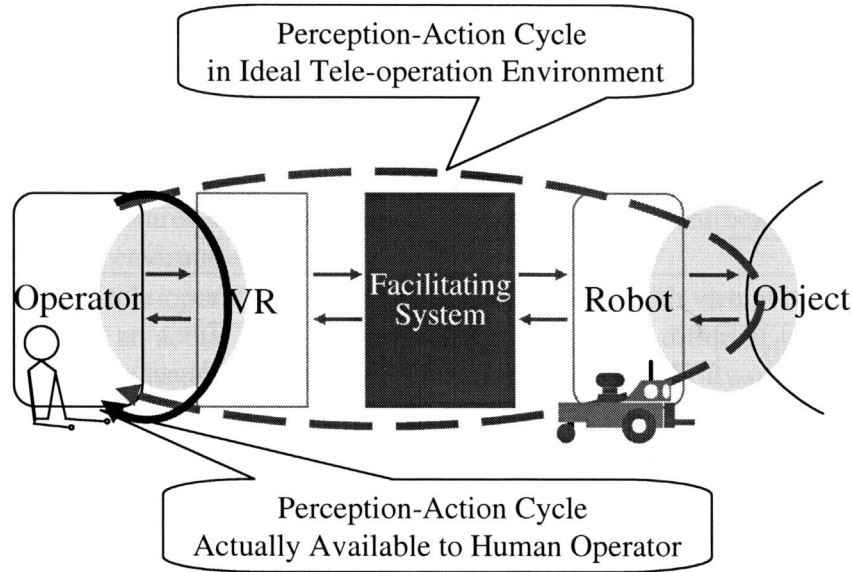 Perception-Action Cycle
in Ideal Tele-operation Environment
Operator
VR
Facilitating
System
Robot
Object
Perception-Action Cycle
Actually Available to Human Operator